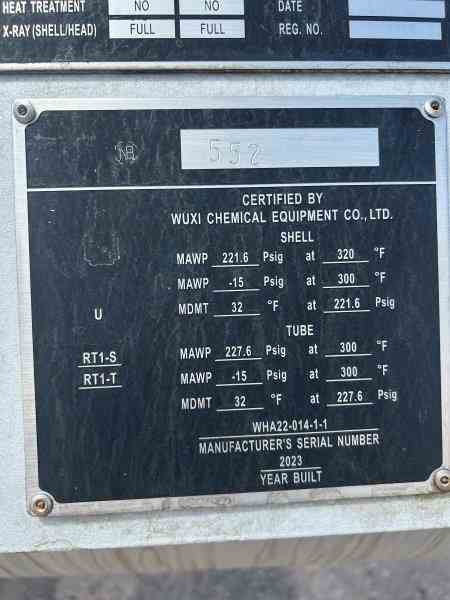 HEAT TREATMENT NO NO DATE
X-RAY (SHELL/HEAD) FULL FULL REG. NO.
NB 552
CERTIFIED BY
WUXI CHEMICAL EQUIPMENT CO.,LTD.
SHELL
MAWP 221.6 Psig at 320 °F
MAWP -15 Psig at 300 °F
U MDMT 32 °F at 221.6 Psig
TUBE
RT1-S MAWP 227.6 Psig at 300 °F
RT1-T MAWP -15 Psig at 300 °F
MDMT 32 °F at 227.6 Psig
WHA22-014-1-1
MANUFACTURER'S SERIAL NUMBER
2023
YEAR BUILT